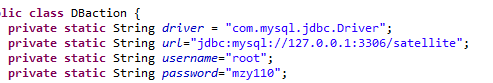 blic class DBaction {
private static String driver = "com.mysql.jdbc.Driver";
private static String url="jdbc:mysql://127.0.0.1:3306/satellite";
private static String username="root";
private static String password="mzy110";